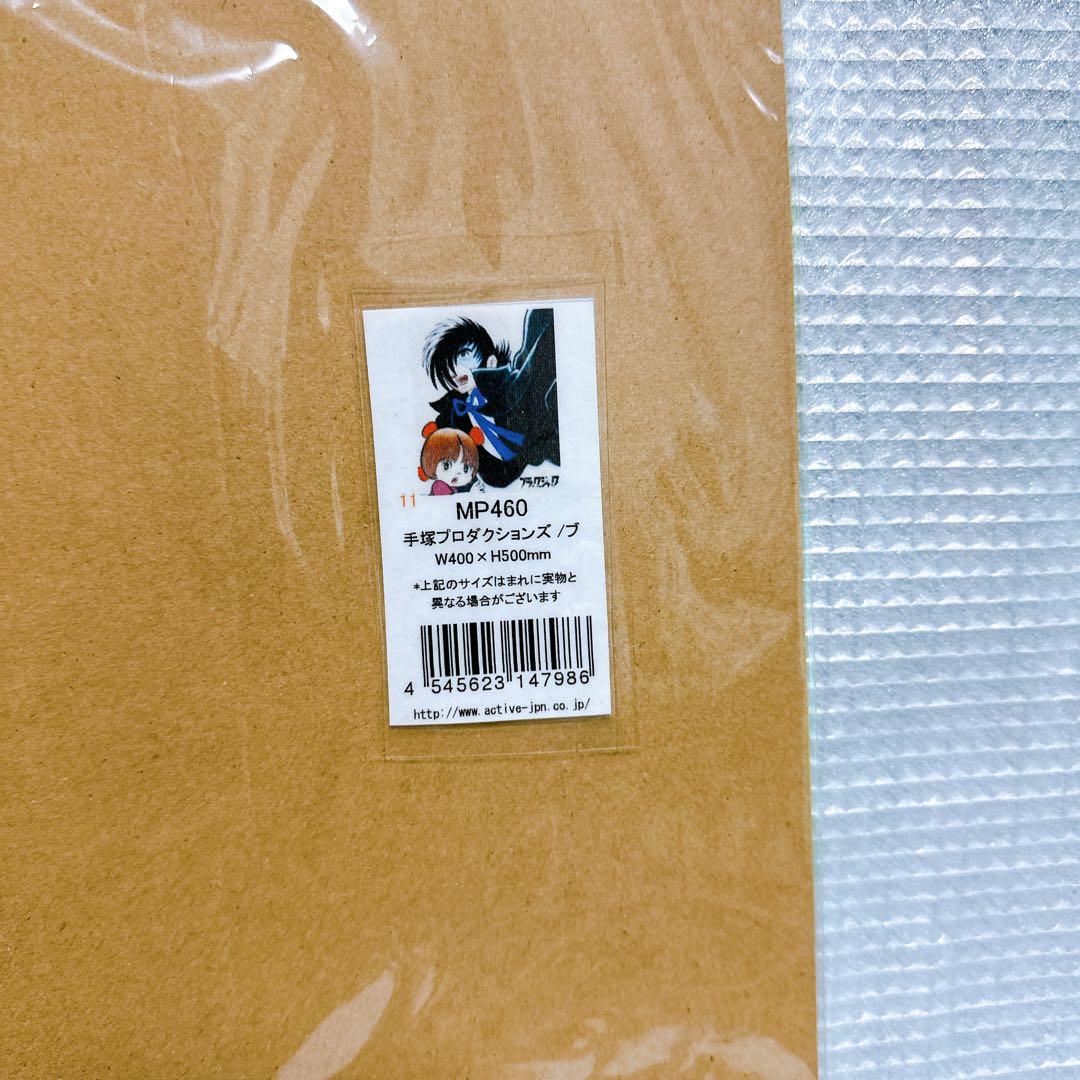 ブラック・ジャック
11
MP460
手塚プロダクションズ /ブ
W400×H500mm
*上記のサイズはまれに実物と
異なる場合がございます
4 545623 147986
http://www.active-jpn.co.jp/